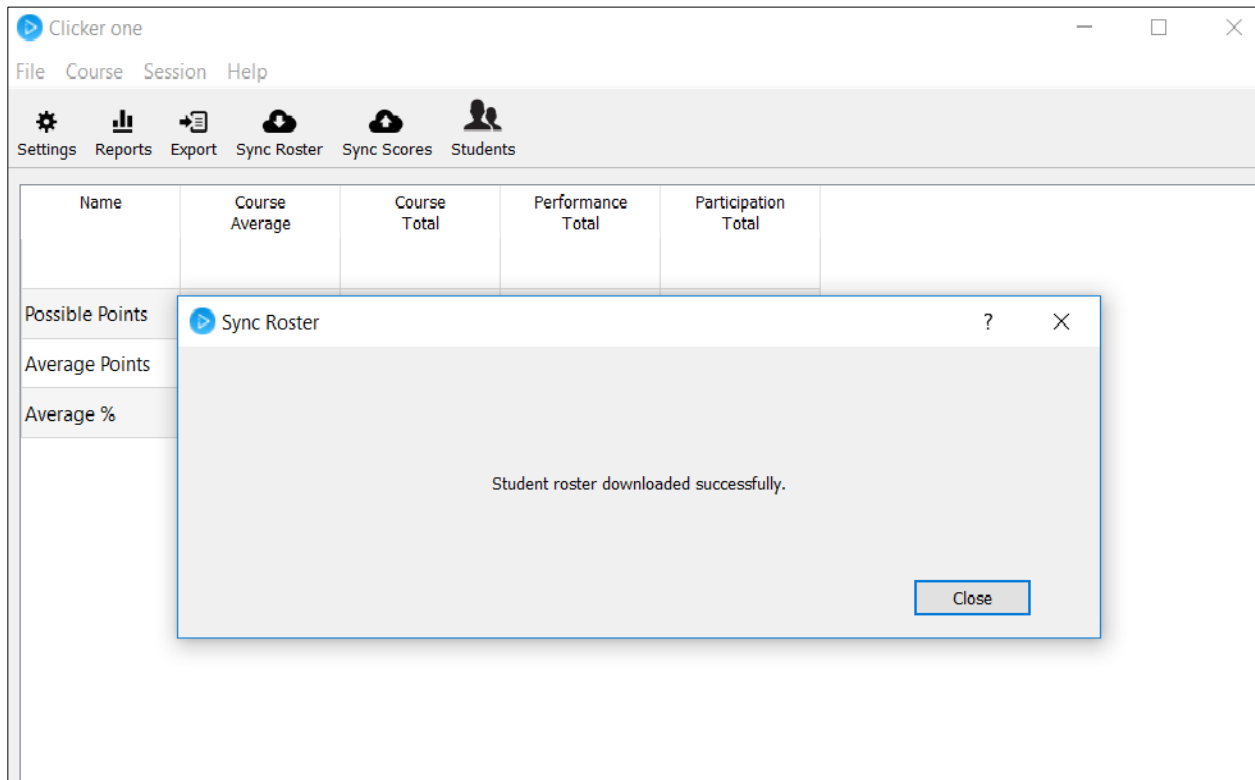 Clicker one
File Course Session Help
Settings Reports Export Sync Roster Sync Scores Students
Name Course Average Course Total Performance Total Participation Total
Possible Points
Average Points
Average %
Sync Roster ?
Student roster downloaded successfully.
Close